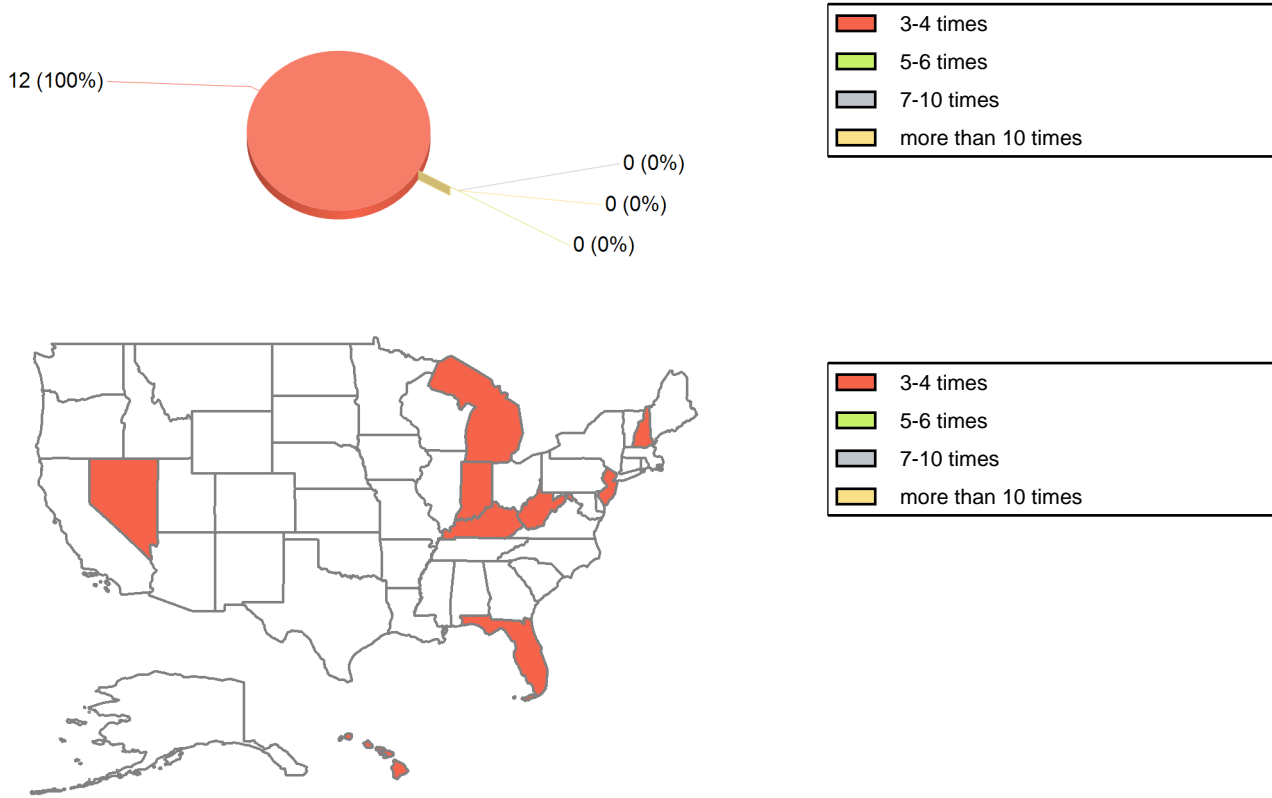 12 (100%)
0 (0%)
0 (0%)
0 (0%)
3-4 times
5-6 times
7-10 times
more than 10 times
3-4 times
5-6 times
7-10 times
more than 10 times